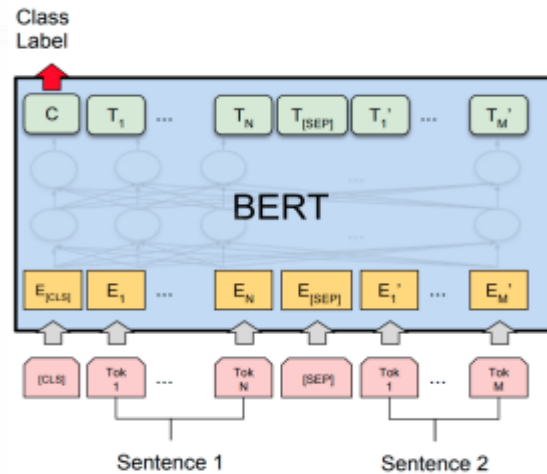 Class
Label
C T1 ... TN T[SEP] T1' ... TM'
...
BERT
...
E[CLS] E1 ... EN E[SEP] E1' ... EM'
[CLS] Tok 1 ... Tok N [SEP] Tok 1 ... Tok M
Sentence 1 Sentence 2